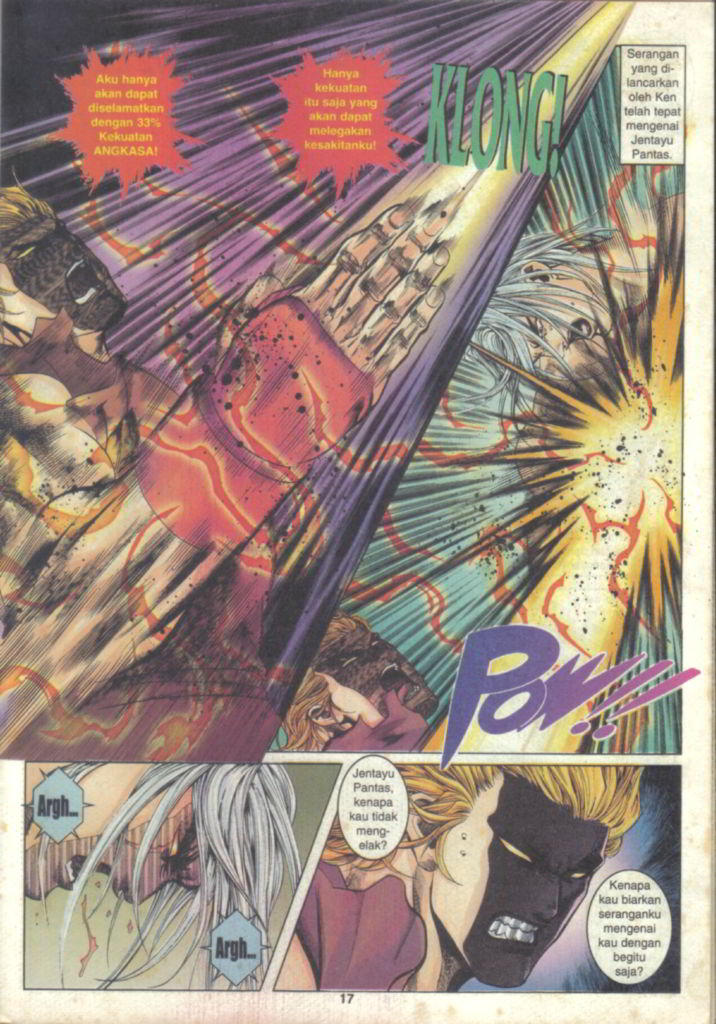 Aku hanya
akan dapat
diselamatkan
dengan 33%
Kekuatan
ANGKASA!
Hanya
kekuatan
itu saja yang
akan dapat
melegakan
kesakitanku!
KLONG!
Serangan
yang di-
lancarkan
oleh Ken
telah tepat
mengenai
Jentayu
Pantas.
POW!!!
Argh...
Argh...
Jentayu
Pantas,
kenapa
kau tidak
meng-
elak?
Kenapa
kau biarkan
seranganku
mengenai
kau dengan
begitu
saja?
17